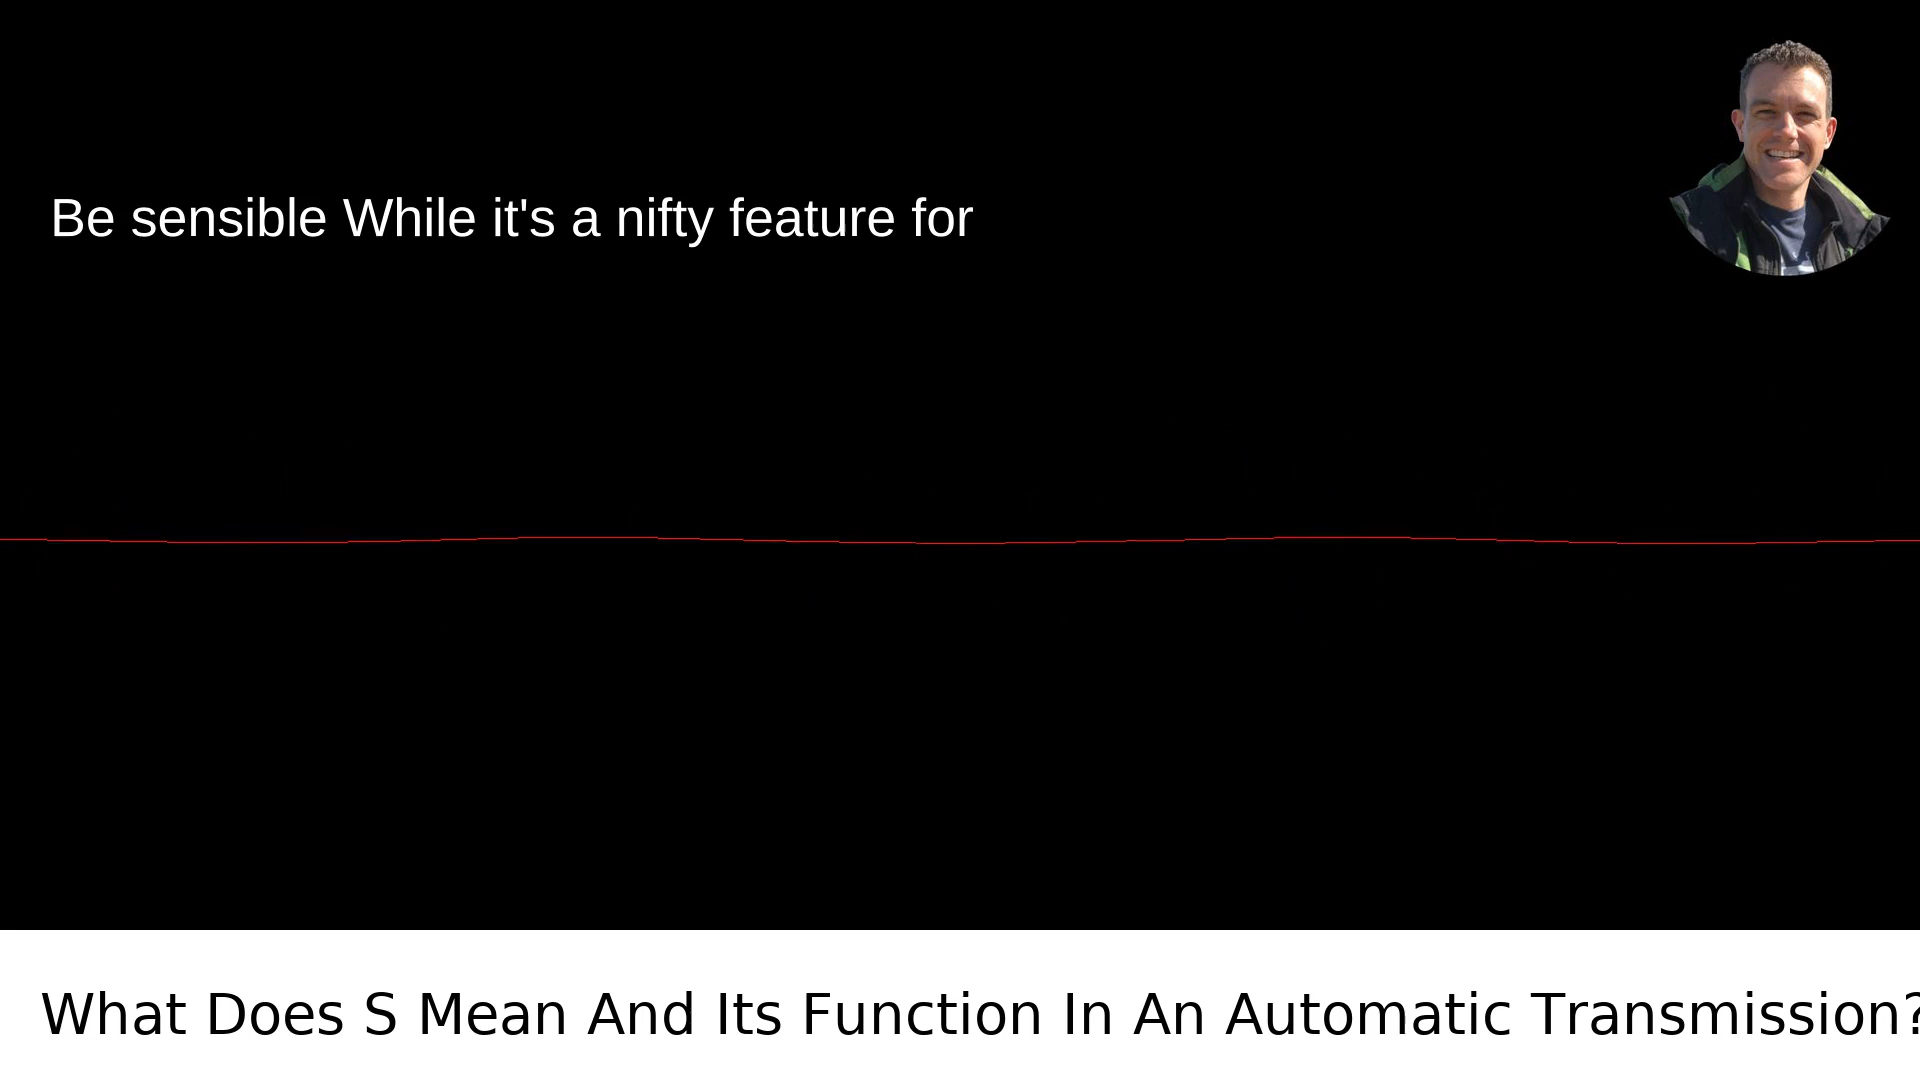 Be sensible While it's a nifty feature for
What Does S Mean And Its Function In An Automatic Transmission?